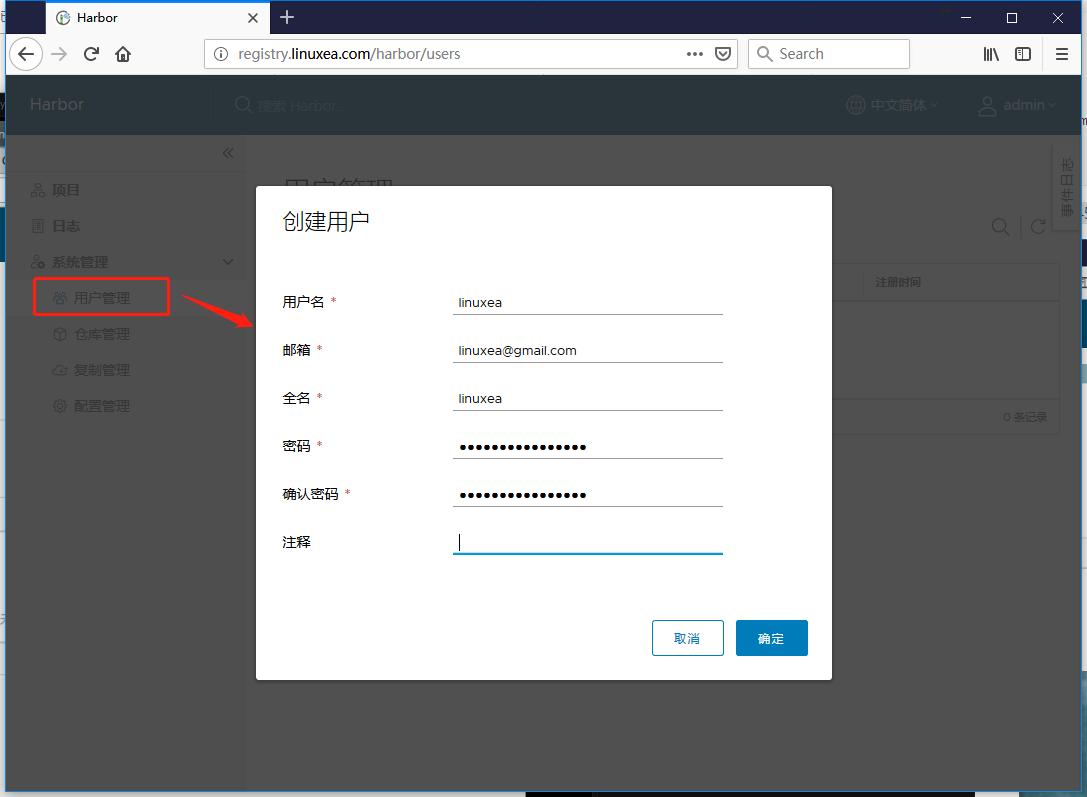 Harbor
registry.linuxea.com/harbor/users
Search
Harbor
搜索 Harbor...
中文简体
admin
项目
日志
系统管理
用户管理
仓库管理
复制管理
配置管理
用户管理
事件日志
注册时间
0 条记录
创建用户
用户名 * linuxea
邮箱 * linuxea@gmail.com
全名 * linuxea
密码 * ••••••••••••••••
确认密码 * ••••••••••••••••
注释
取消 确定